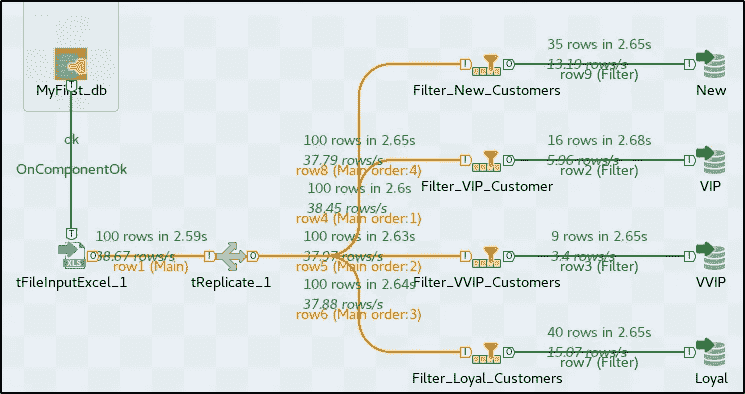 MyFirst_db
ok
OnComponentOk
100 rows in 2.59s
38.67 rows/s
row1 (Main)
XLS
tFileInputExcel_1
tReplicate_1
100 rows in 2.65s
37.79 rows/s
row8 (Main order:4)
100 rows in 2.6s
38.45 rows/s
row4 (Main order:1)
100 rows in 2.63s
37.97 rows/s
row5 (Main order:2)
100 rows in 2.64s
37.88 rows/s
row6 (Main order:3)
Filter_New_Customers
35 rows in 2.65s
13.19 rows/s
row9 (Filter)
New
Filter_VIP_Customer
16 rows in 2.68s
5.96 rows/s
row2 (Filter)
VIP
Filter_VVIP_Customers
9 rows in 2.65s
3.4 rows/s
row3 (Filter)
VVIP
Filter_Loyal_Customers
40 rows in 2.65s
15.07 rows/s
row7 (Filter)
Loyal